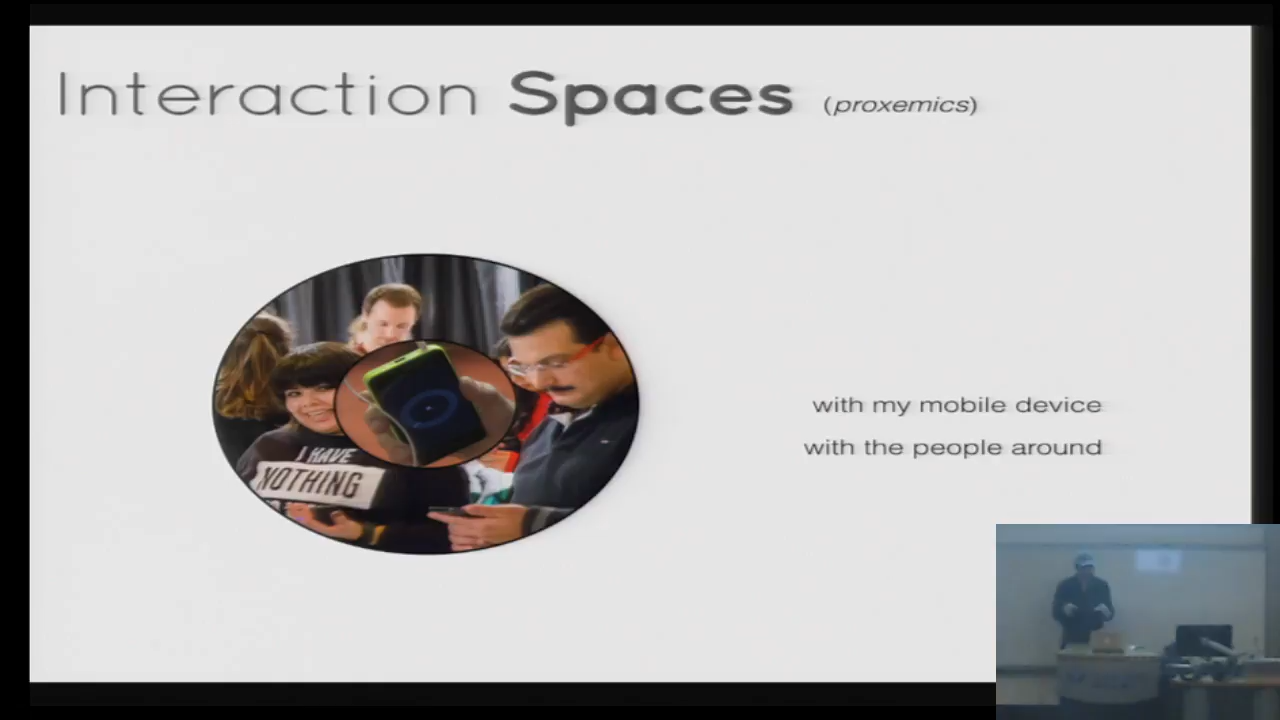 Interaction Spaces (proxemics)
I HAVE
NOTHING
with my mobile device
with the people around